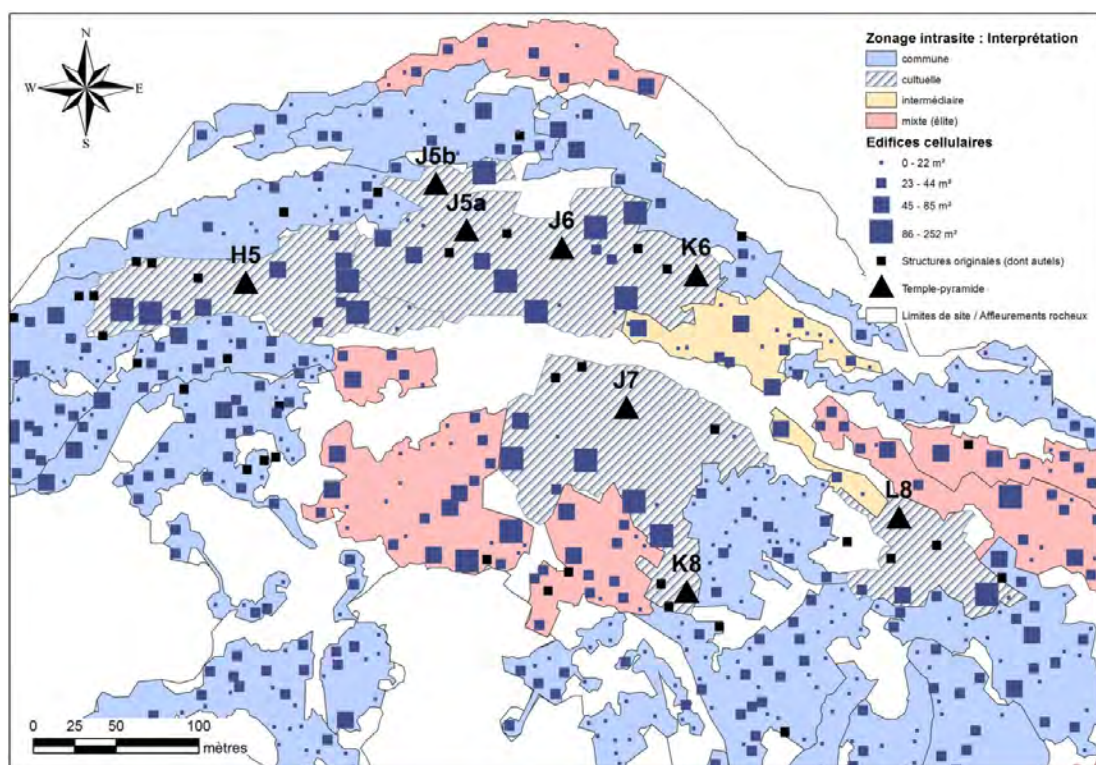 N
W
E
S
Zonage intrasite : Interprétation
commune
cultuelle
intermédiaire
mixte (élite)
Edifices cellulaires
0 - 22 m²
23 - 44 m²
45 - 85 m²
86 - 252 m²
Structures originales (dont autels)
Temple-pyramide
Limites de site / Affleurements rocheux
J5b
J5a
J6
H5
K6
J7
L8
K8
0 25 50 100
mètres